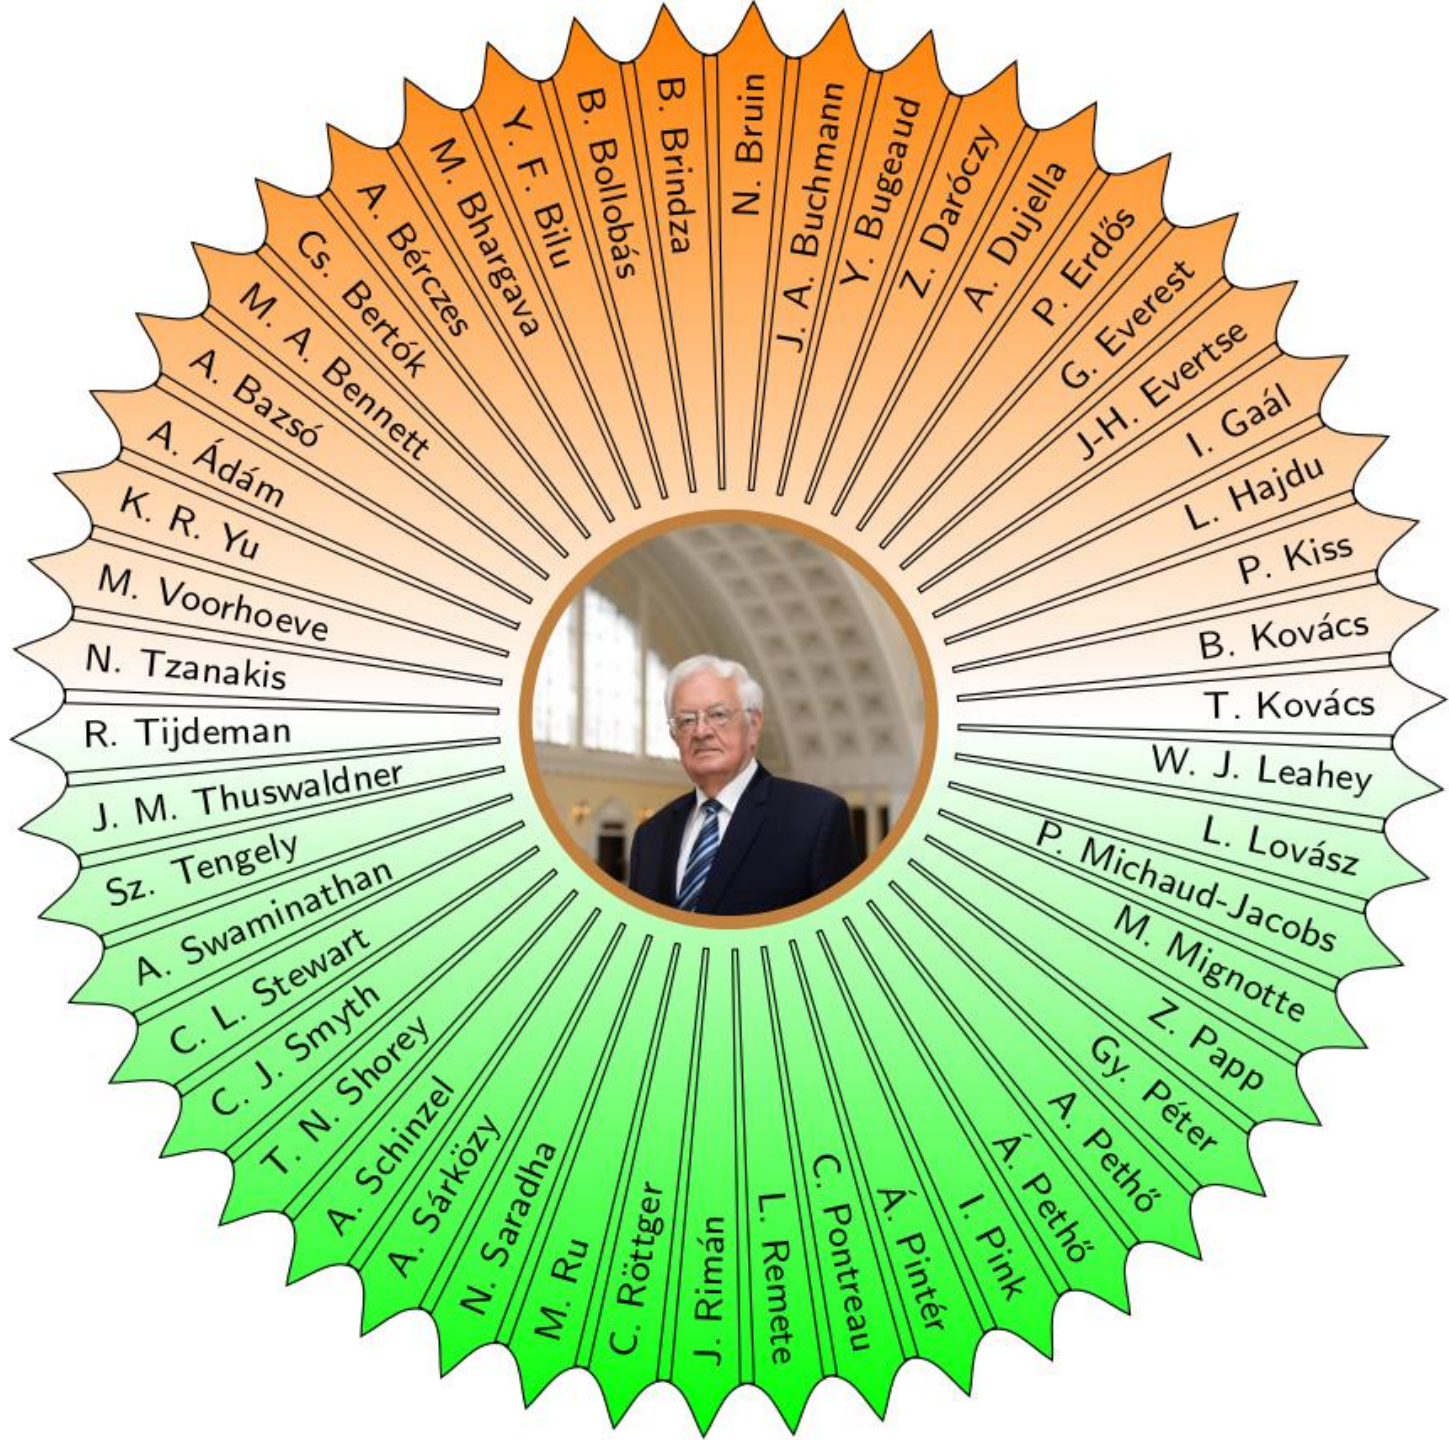 A. Ádám
A. Bazsó
M. A. Bennett
Cs. Bertók
A. Bérczes
M. Bhargava
Y. F. Bilu
B. Bollobás
B. Brindza
N. Bruin
J. A. Buchmann
Y. Bugeaud
Z. Daróczy
A. Dujella
P. Erdős
G. Everest
J-H. Evertse
I. Gaál
L. Hajdu
P. Kiss
B. Kovács
T. Kovács
W. J. Leahey
L. Lovász
P. Michaud-Jacobs
M. Mignotte
Z. Papp
Gy. Péter
A. Pethő
Á. Pethő
I. Pink
Á. Pintér
C. Pontreau
L. Remete
J. Rimán
C. Röttger
M. Ru
N. Saradha
A. Sárközy
A. Schinzel
T. N. Shorey
C. J. Smyth
C. L. Stewart
A. Swaminathan
Sz. Tengely
J. M. Thuswaldner
R. Tijdeman
N. Tzanakis
M. Voorhoeve
K. R. Yu